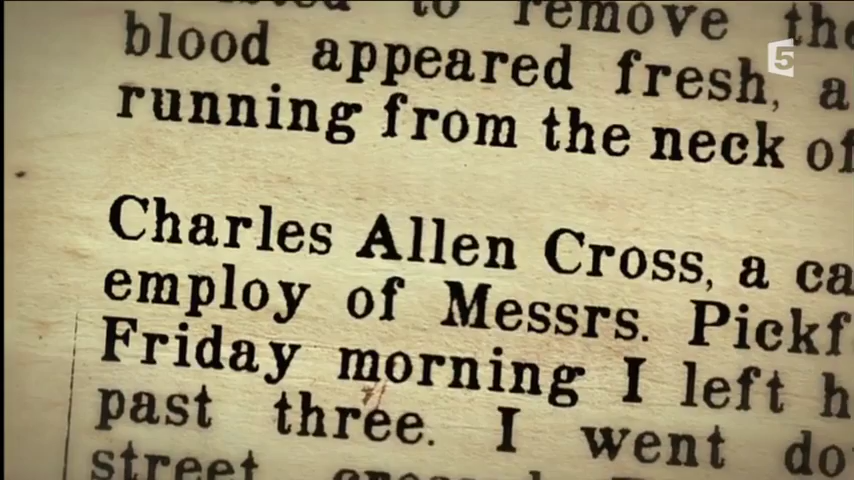 to remove the
blood appeared fresh, a
running from the neck of
Charles Allen Cross, a ca
employ of Messrs. Pickf
Friday morning I left h
past three. I went do
street
5